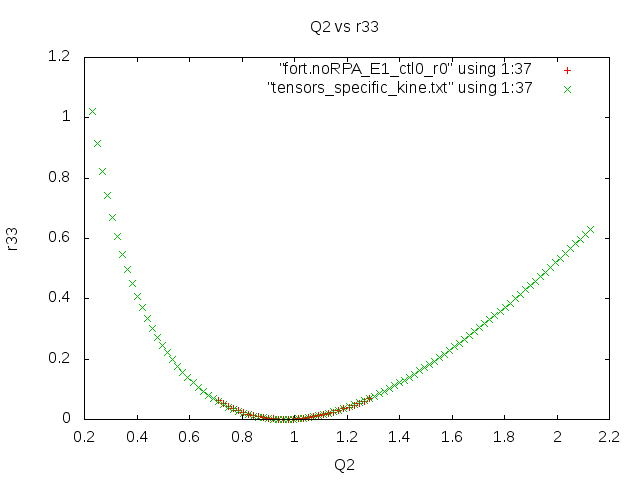 Q2 vs r33
"fort.noRPA_E1_ctl0_r0" using 1:37
"tensors_specific_kine.txt" using 1:37
1.2
1
0.8
0.6
0.4
0.2
0
r33
0.2 0.4 0.6 0.8 1 1.2 1.4 1.6 1.8 2 2.2
Q2